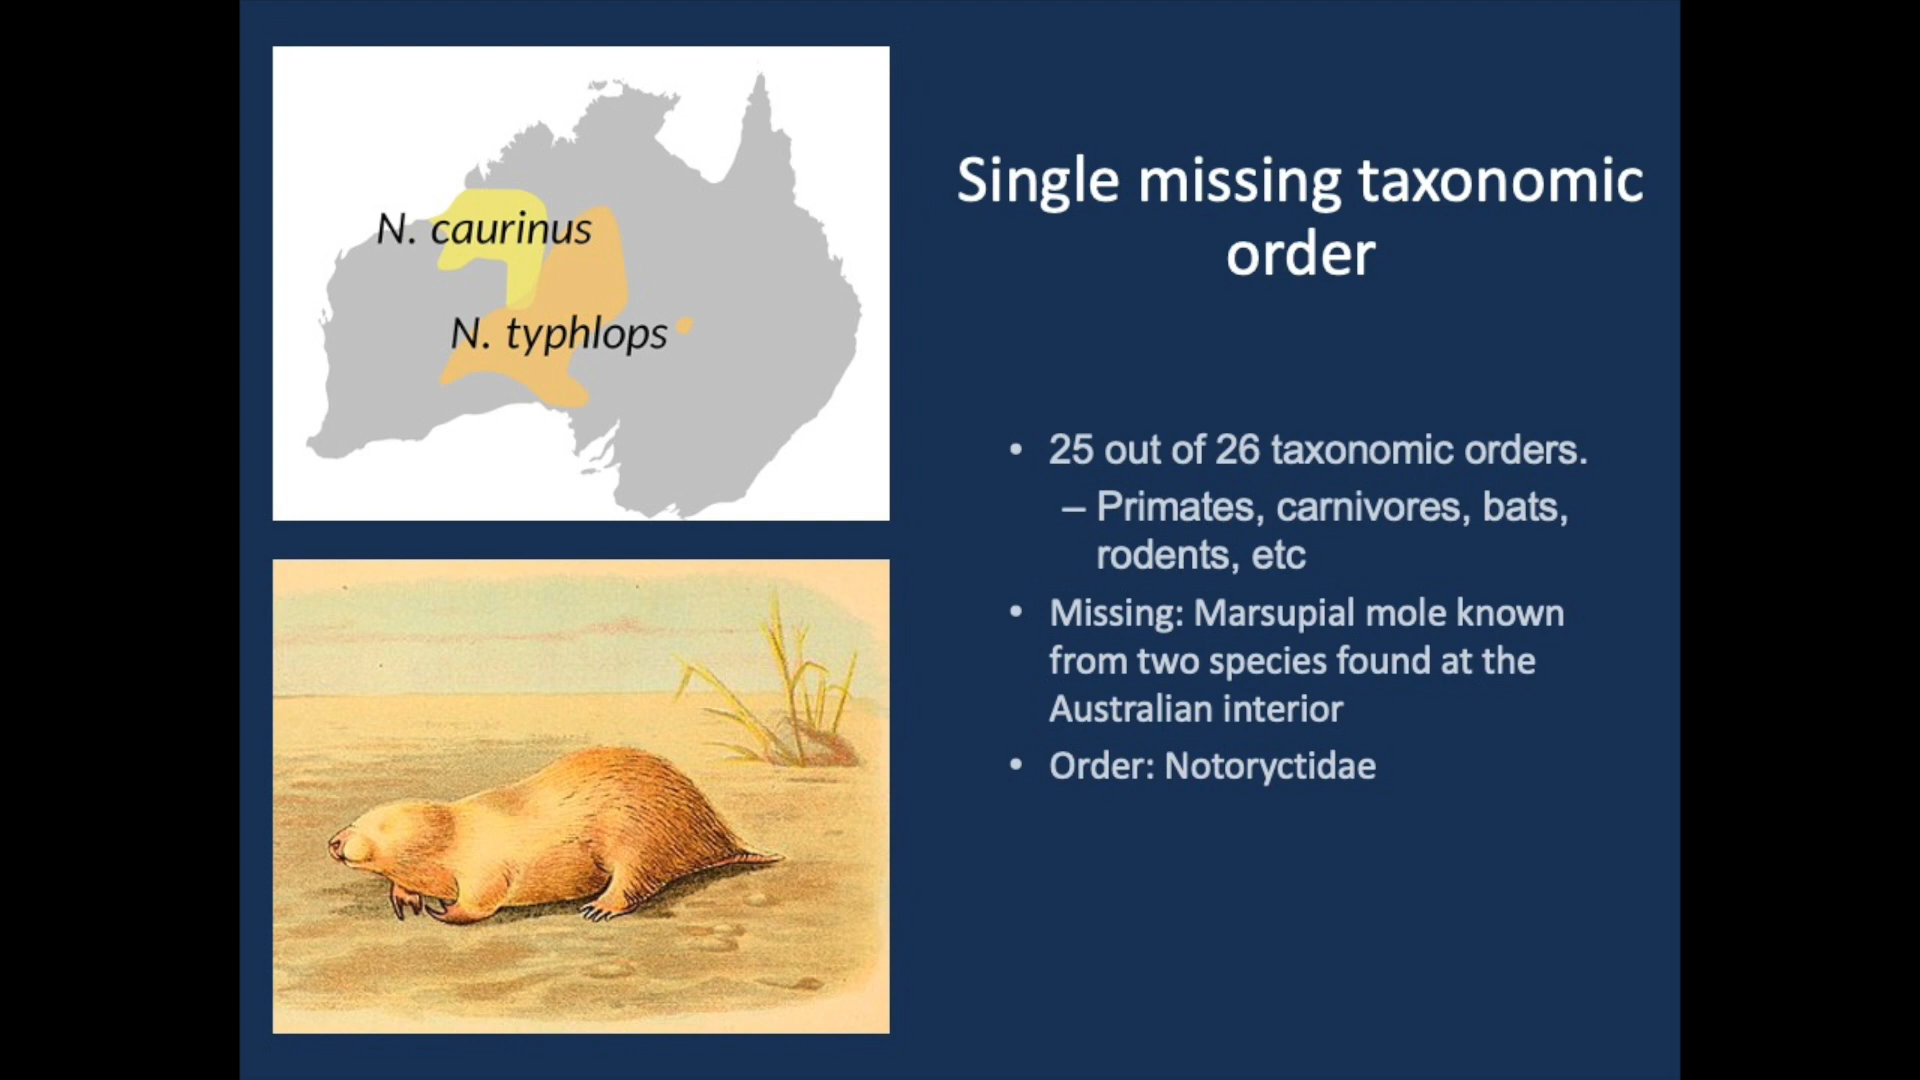 N. caurinus
N. typhlops
Single missing taxonomic
order
• 25 out of 26 taxonomic orders.
– Primates, carnivores, bats,
rodents, etc
• Missing: Marsupial mole known
from two species found at the
Australian interior
• Order: Notoryctidae